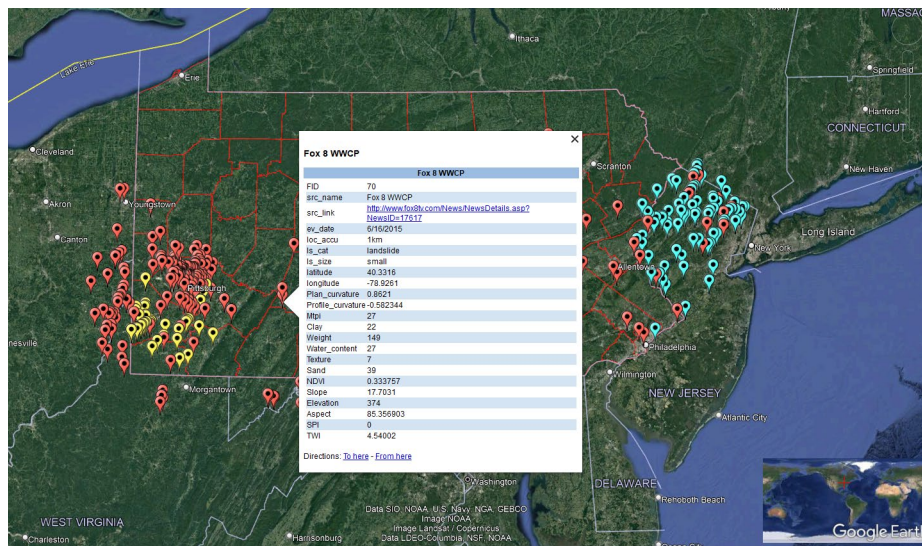 MASSAC
Ithaca
Lake Erie
Erie
Springfield
Hartford
CONNECTICUT
Cleveland
Fox 8 WWCP
Scranton
New Haven
Fox 8 WWCP
FID 70
src_name Fox 8 WWCP
src_link http://www.fox8tv.com/News/NewsDetails.asp?
NewsID=17617
ev_date 6/16/2015
loc_accu 1km
ls_cat landslide
ls_size small
latitude 40.3316
longitude -78.9261
Plan_curvature 0.8621
Profile_curvature -0.582344
Mtpi 27
Clay 22
Weight 149
Water_content 27
Texture 7
Sand 39
NDVI 0.333757
Slope 17.7031
Elevation 374
Aspect 85.356903
SPI 0
TWI 4.54002
Directions: To here - From here
Akron
Youngstown
Canton
Long Island
New York
Allentown
Pittsburgh
nesville
Philadelphia
Morgantown
Wilmington
NEW JERSEY
Atlantic City
Washington
DELAWARE
Rehoboth Beach
WEST VIRGINIA
Charleston
Harrisonburg
Data SIO, NOAA, U.S. Navy, NGA, GEBCO
Image NOAA
Image Landsat / Copernicus
Data LDEO-Columbia, NSF, NOAA
Google Earth